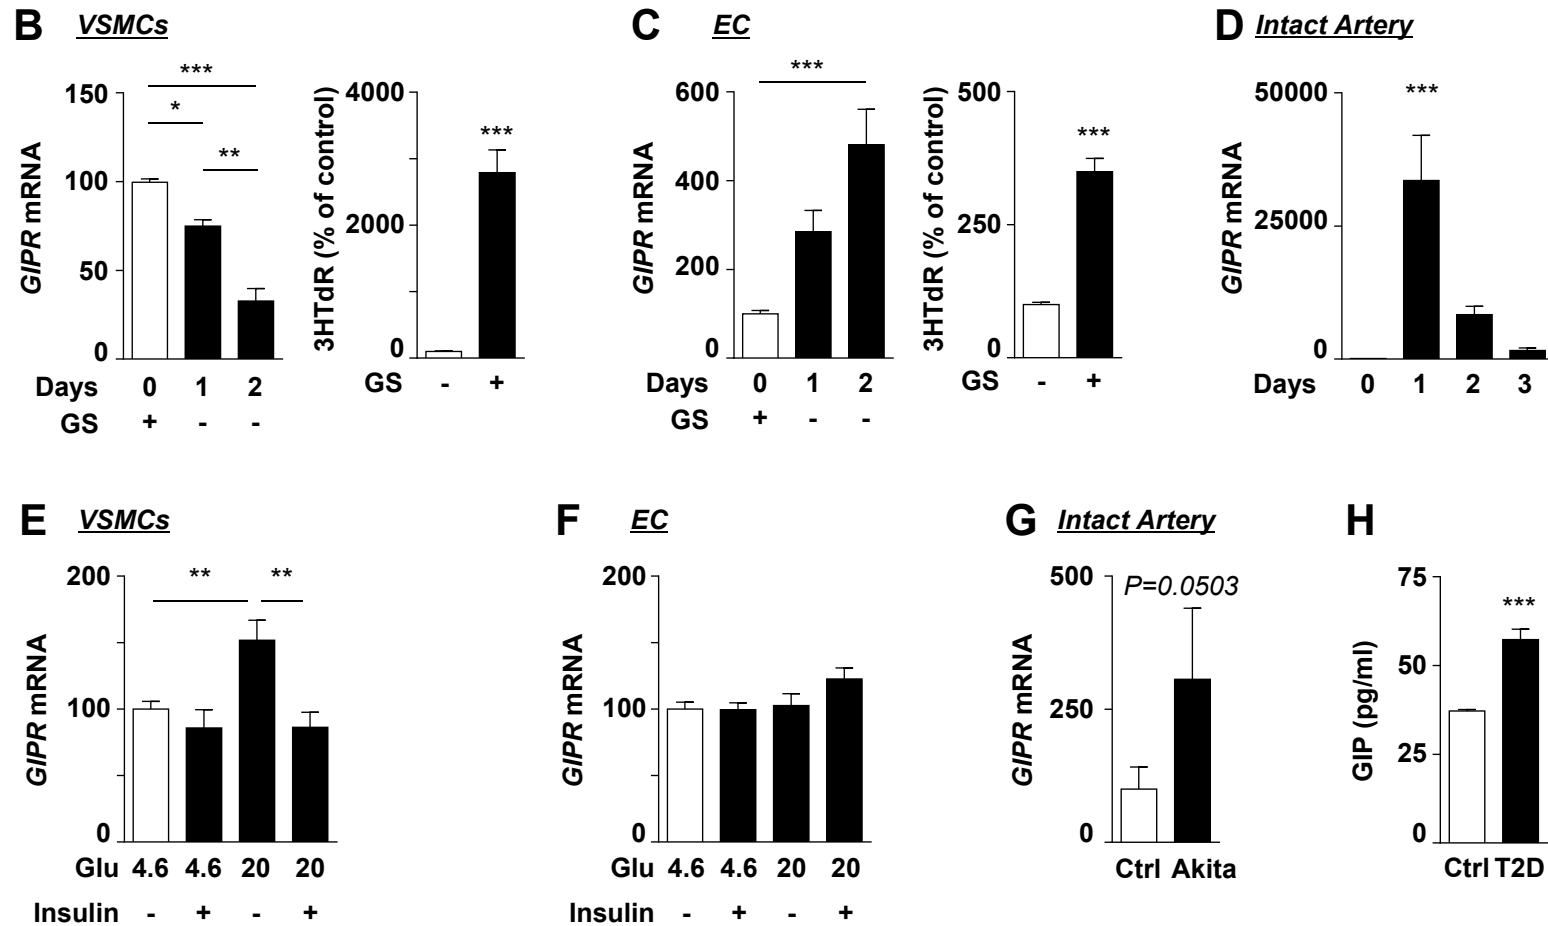 B VSMCs
***
*
**
150
100
50
0
GIPR mRNA
Days 0 1 2
GS + - -
4000
2000
0
3HTdR (% of control)
***
GS - +
C EC
***
600
400
200
0
GIPR mRNA
Days 0 1 2
GS + - -
500
250
0
3HTdR (% of control)
***
GS - +
D Intact Artery
***
50000
25000
0
GIPR mRNA
Days 0 1 2 3
E VSMCs
** **
200
100
0
GIPR mRNA
Glu 4.6 4.6 20 20
Insulin - + - +
F EC
200
100
0
GIPR mRNA
Glu 4.6 4.6 20 20
Insulin - + - +
G Intact Artery
P=0.0503
500
250
0
GIPR mRNA
Ctrl Akita
H
***
75
50
25
0
GIP (pg/ml)
Ctrl T2D